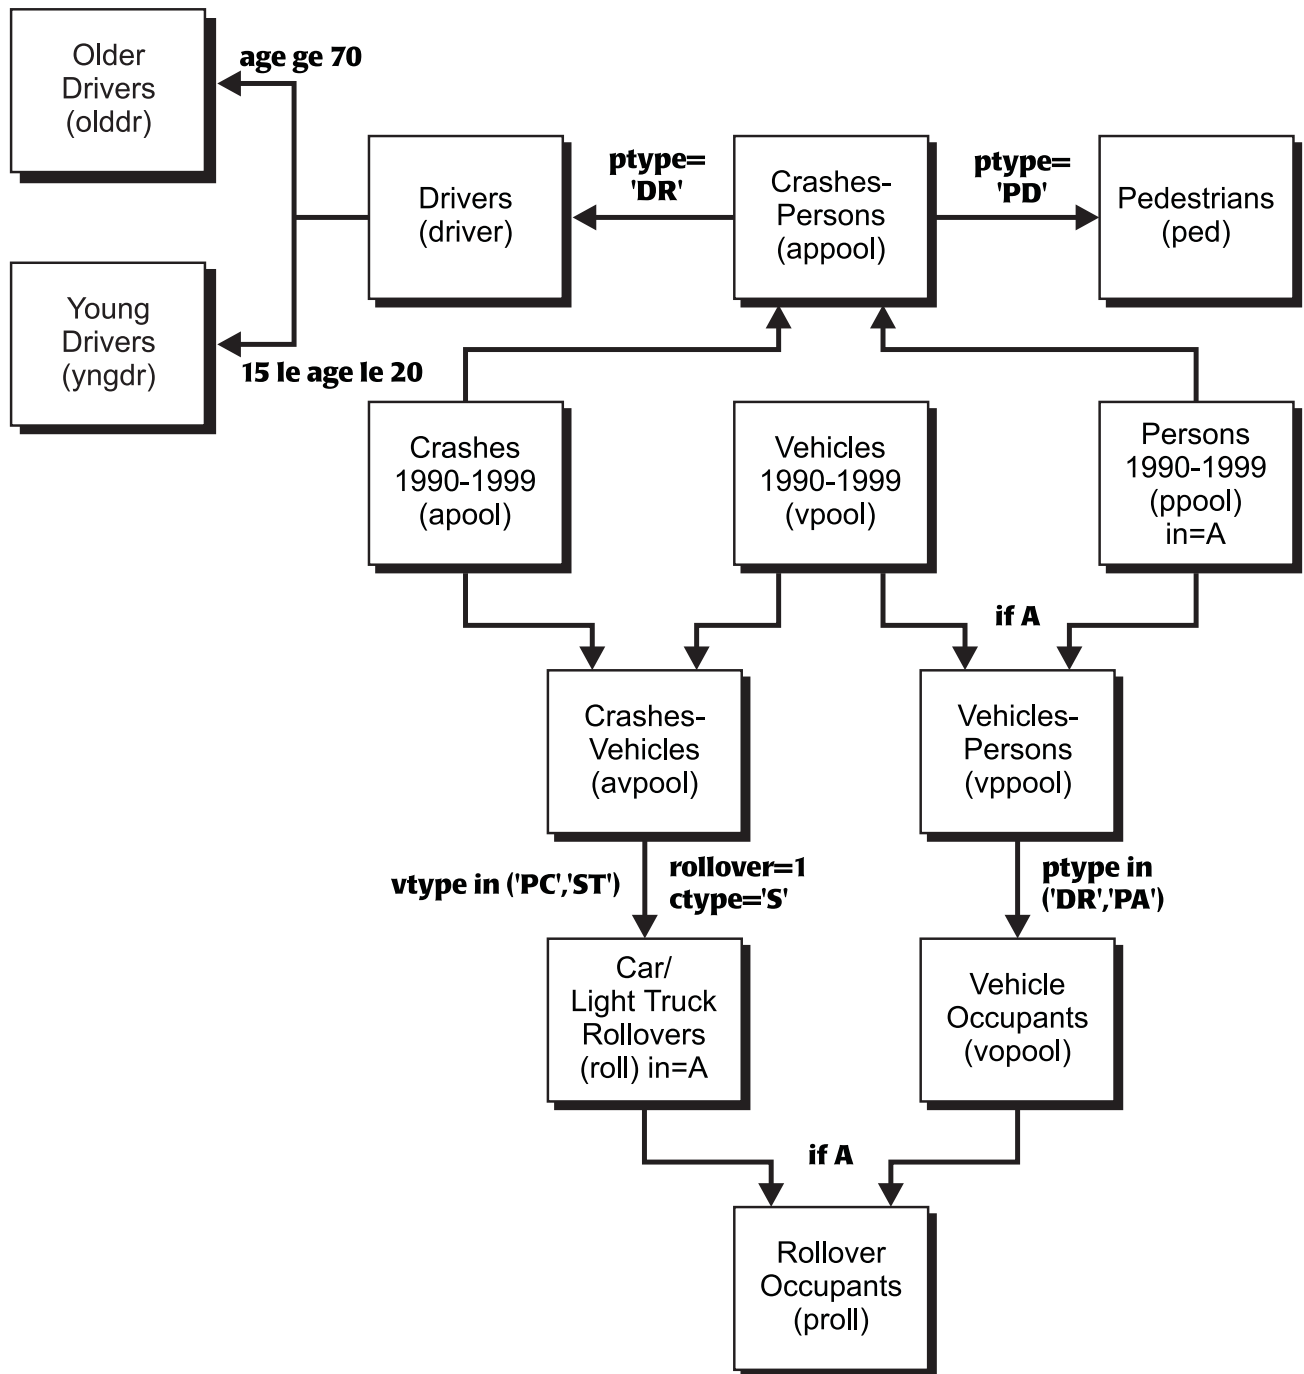 Older
Drivers
(olddr)
age ge 70
Drivers
(driver)
ptype=
'DR'
Crashes-
Persons
(appool)
ptype=
'PD'
Pedestrians
(ped)
Young
Drivers
(yngdr)
15 le age le 20
Crashes
1990-1999
(apool)
Vehicles
1990-1999
(vpool)
Persons
1990-1999
(ppool)
in=A
if A
Crashes-
Vehicles
(avpool)
Vehicles-
Persons
(vppool)
vtype in ('PC','ST')
rollover=1
ctype='S'
ptype in
('DR','PA')
Car/
Light Truck
Rollovers
(roll) in=A
Vehicle
Occupants
(vopool)
if A
Rollover
Occupants
(proll)